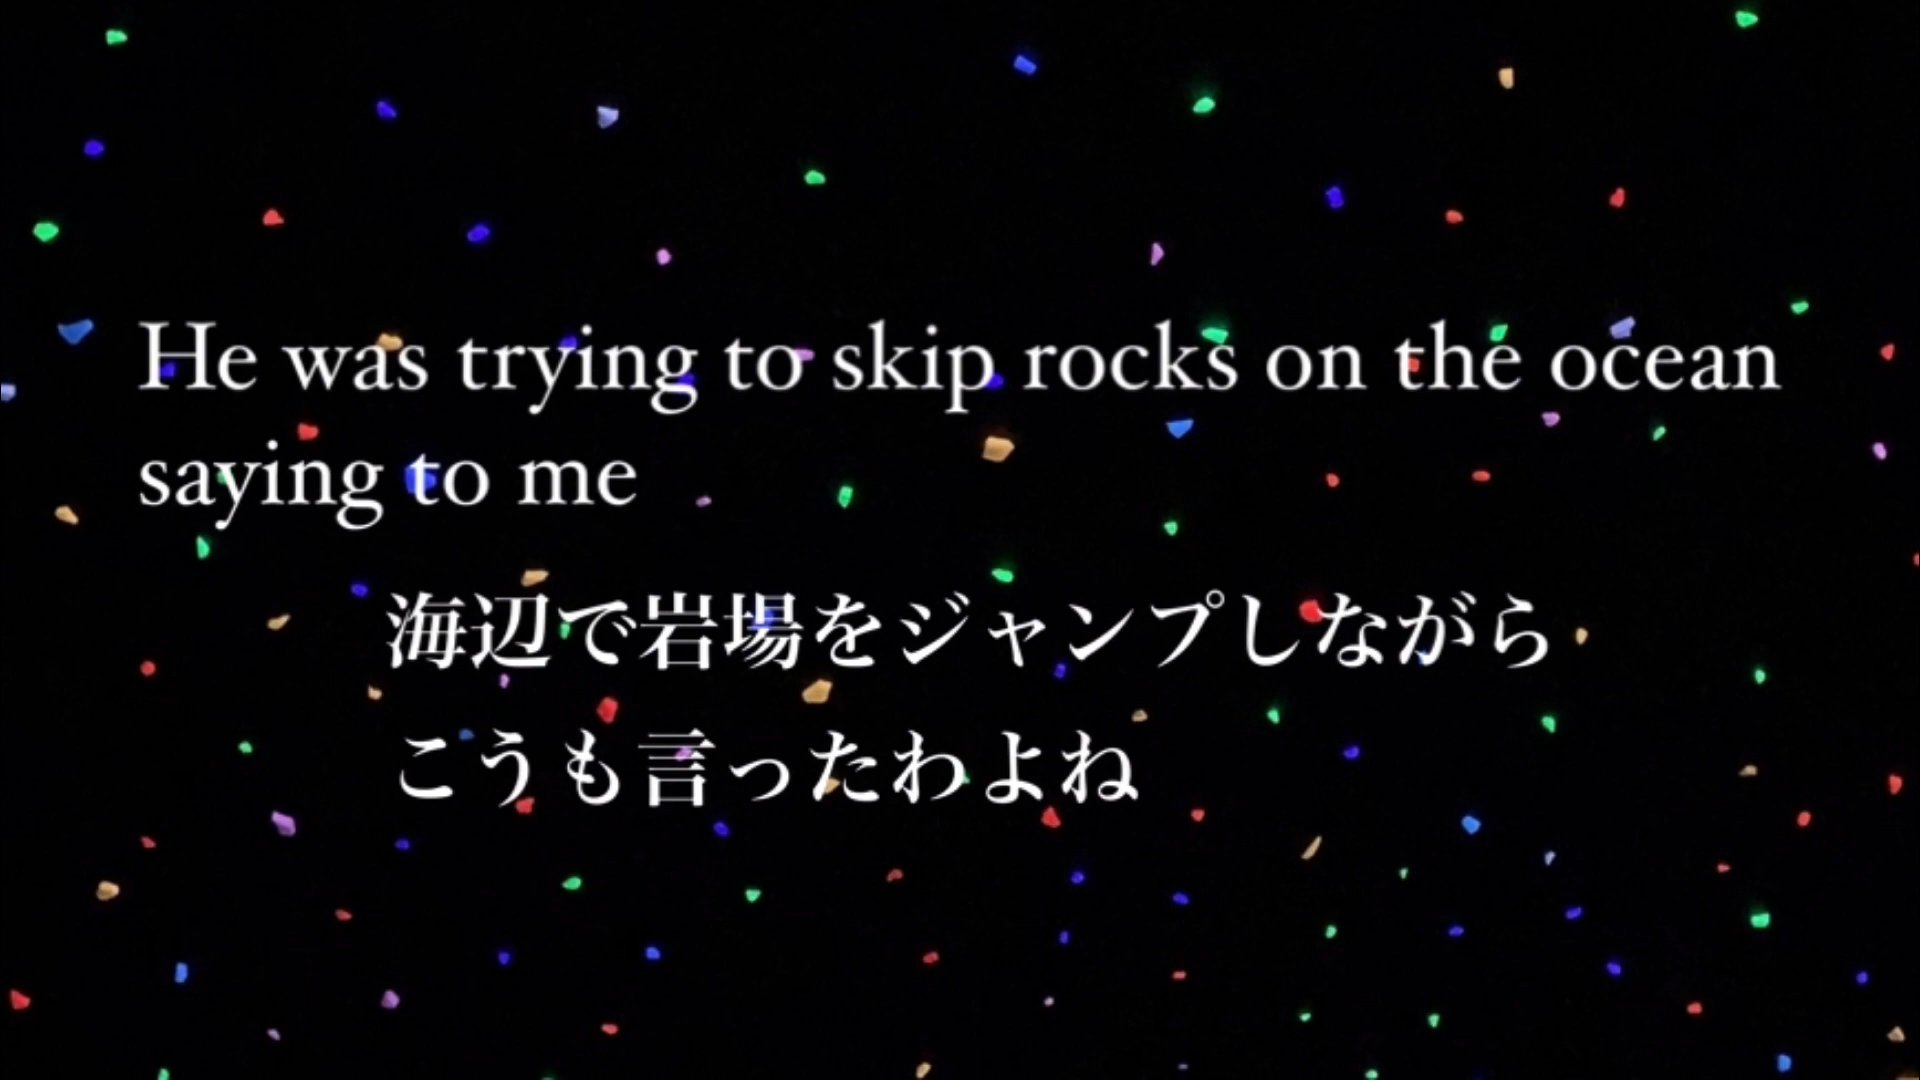 He was trying to skip rocks on the ocean
saying to me
海辺で岩場をジャンプしながら
こうも言ったわよね